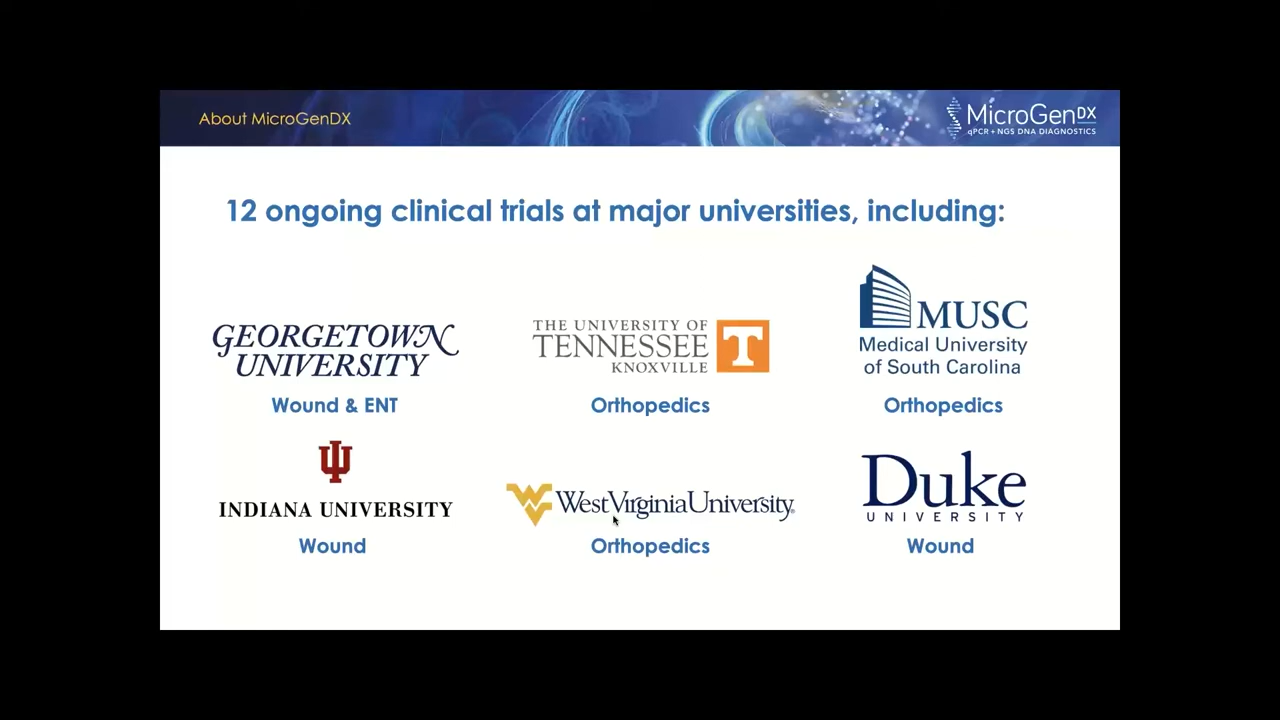 About MicroGenDX
MicroGenDX
qPCR + NGS DNA DIAGNOSTICS
12 ongoing clinical trials at major universities, including:
GEORGETOWN
UNIVERSITY
Wound & ENT
THE UNIVERSITY OF
TENNESSEE
KNOXVILLE
T
Orthopedics
MUSC
Medical University
of South Carolina
Orthopedics
INDIANA UNIVERSITY
Wound
WV
WestVirginiaUniversity®
Orthopedics
Duke
UNIVERSITY
Wound